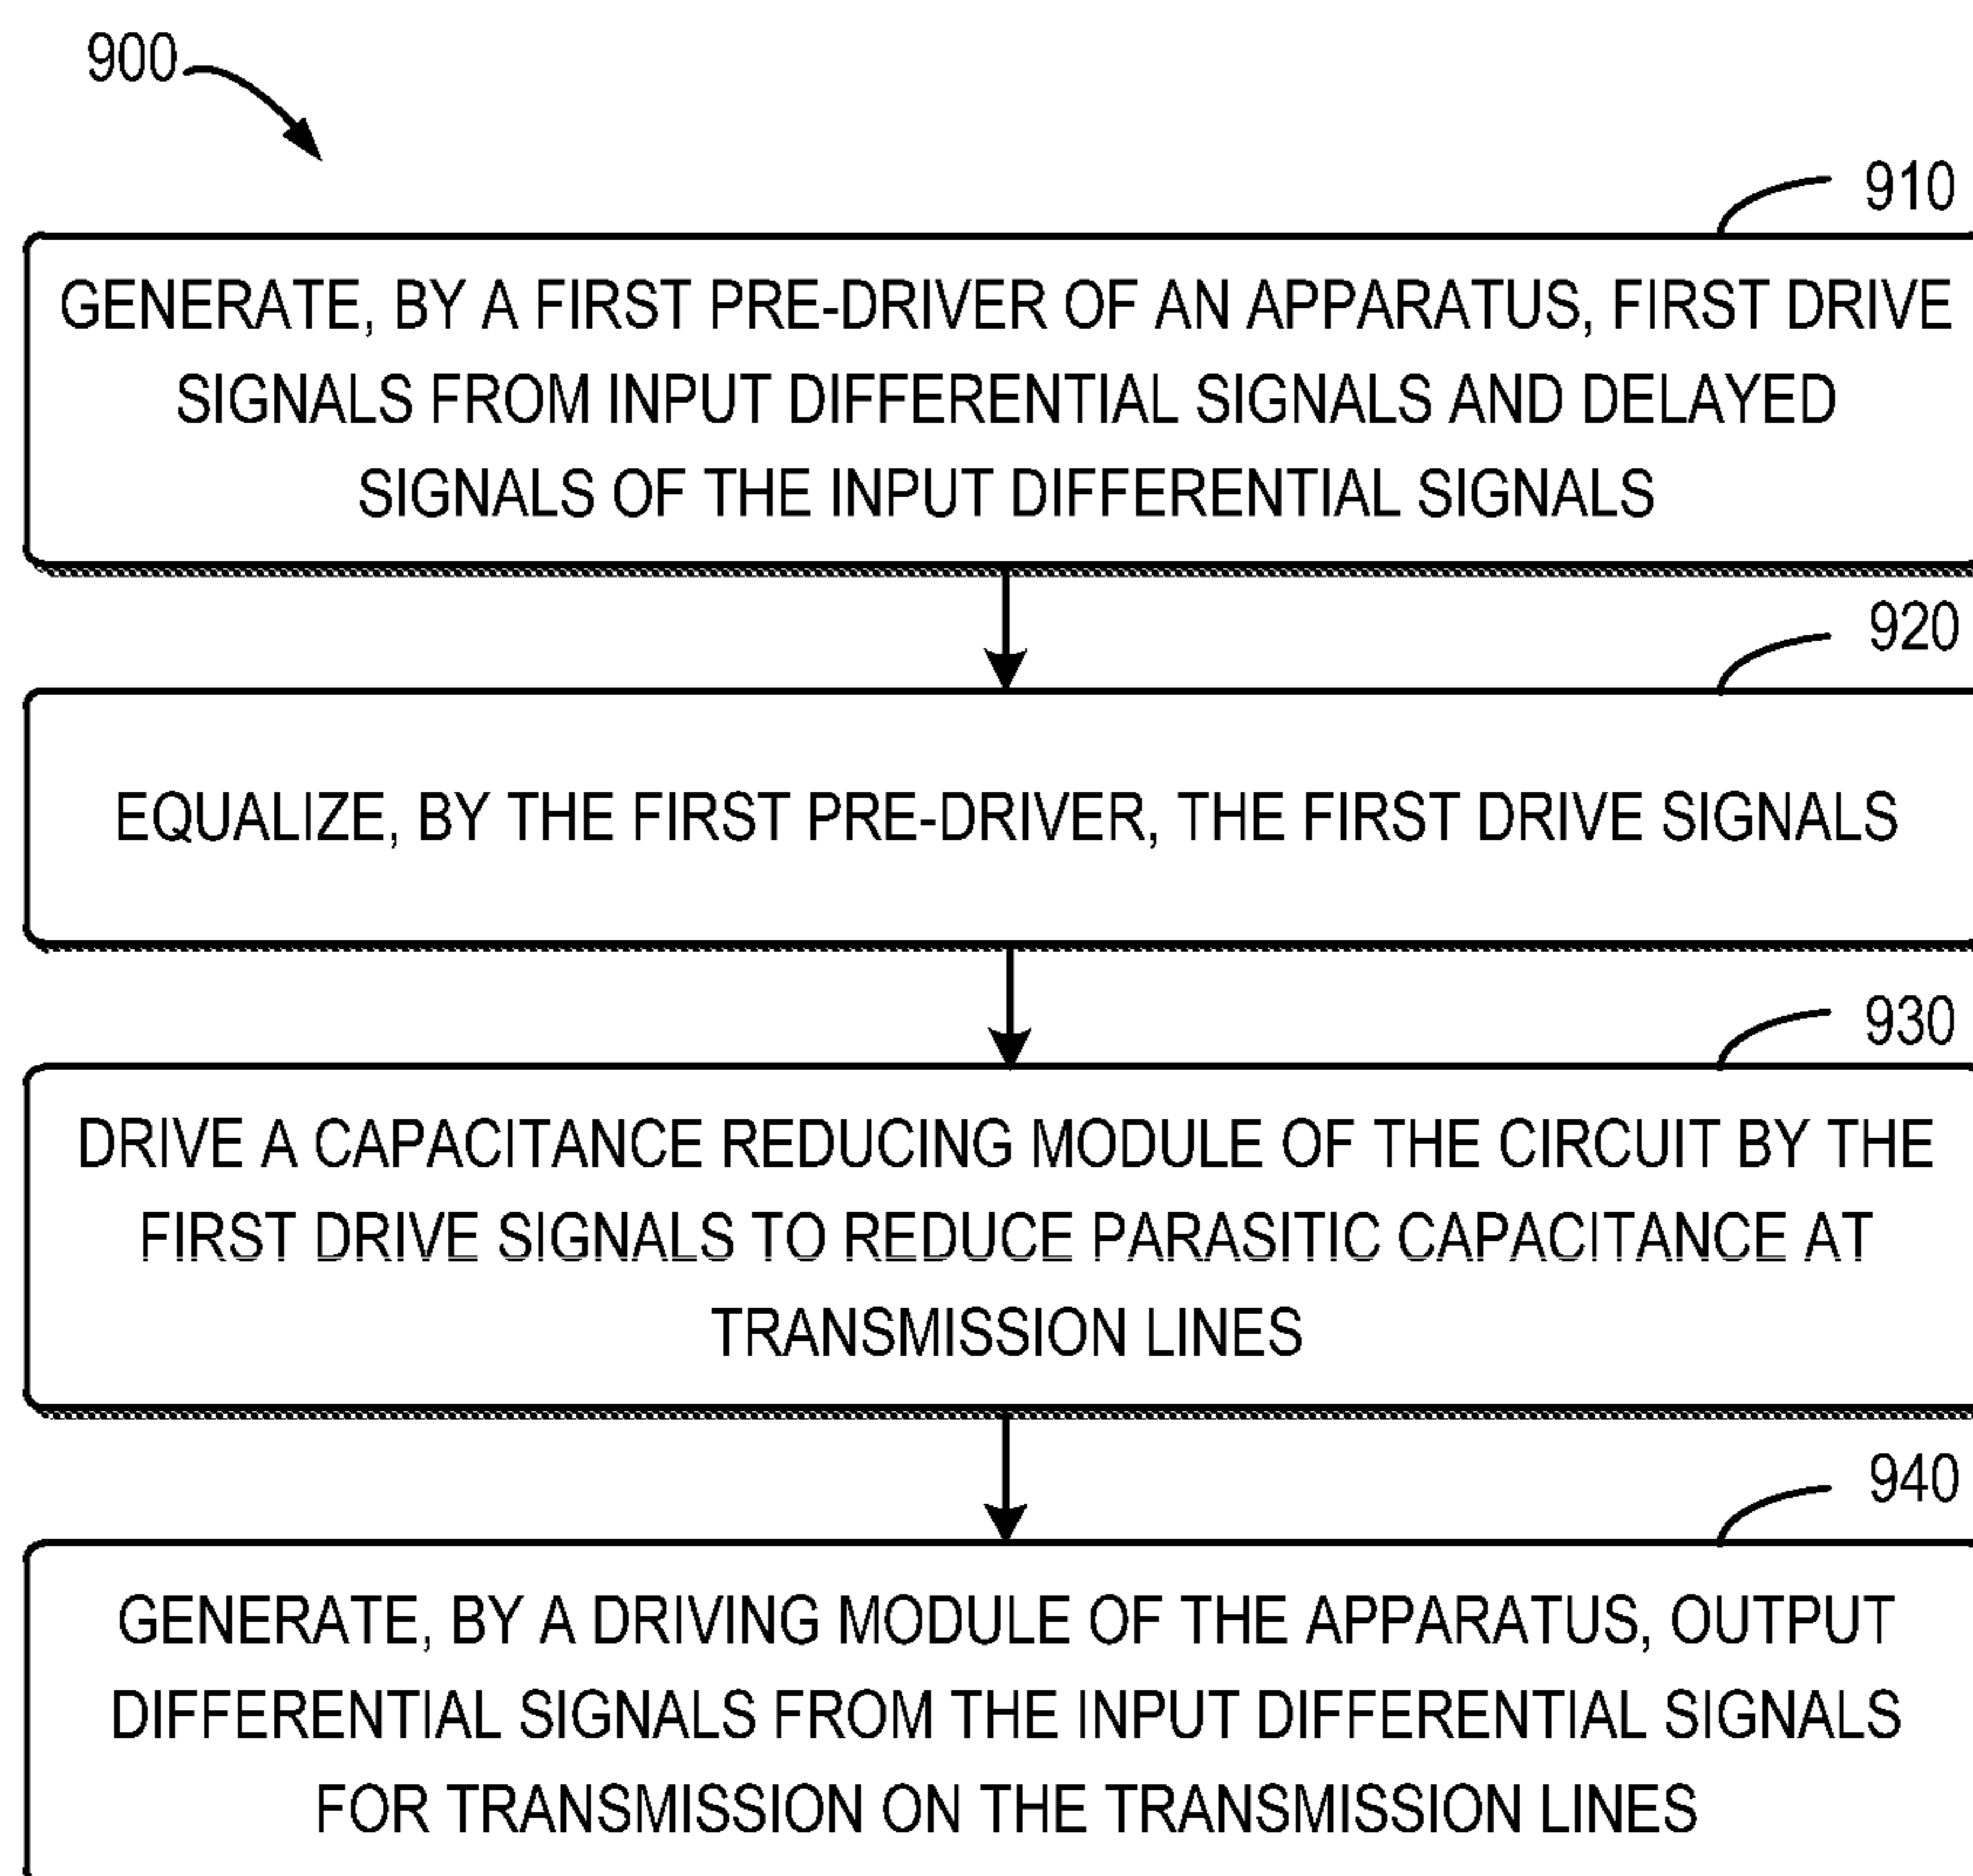 900
910
GENERATE, BY A FIRST PRE-DRIVER OF AN APPARATUS, FIRST DRIVE
SIGNALS FROM INPUT DIFFERENTIAL SIGNALS AND DELAYED
SIGNALS OF THE INPUT DIFFERENTIAL SIGNALS
920
EQUALIZE, BY THE FIRST PRE-DRIVER, THE FIRST DRIVE SIGNALS
930
DRIVE A CAPACITANCE REDUCING MODULE OF THE CIRCUIT BY THE
FIRST DRIVE SIGNALS TO REDUCE PARASITIC CAPACITANCE AT
TRANSMISSION LINES
940
GENERATE, BY A DRIVING MODULE OF THE APPARATUS, OUTPUT
DIFFERENTIAL SIGNALS FROM THE INPUT DIFFERENTIAL SIGNALS
FOR TRANSMISSION ON THE TRANSMISSION LINES